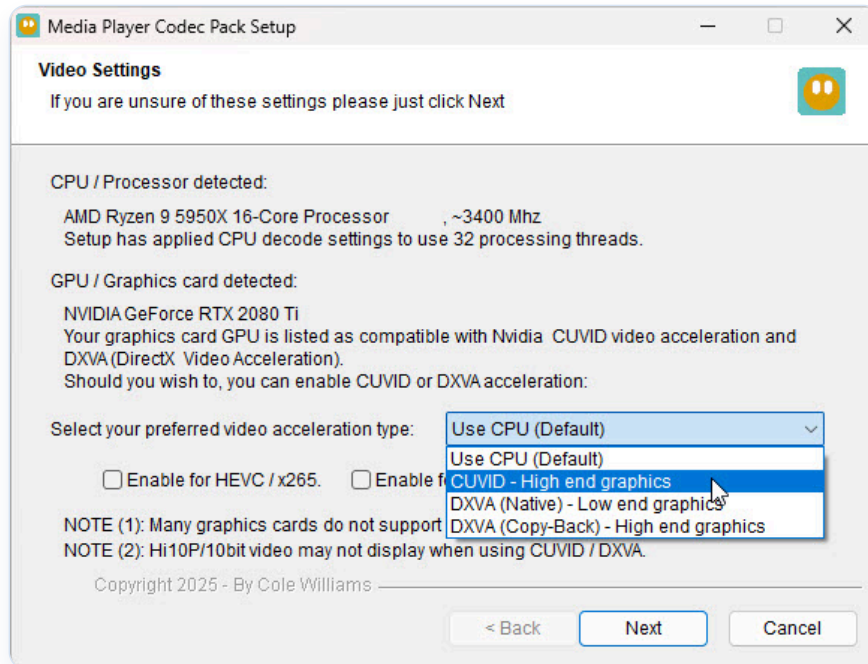 Media Player Codec Pack Setup
Video Settings
If you are unsure of these settings please just click Next
CPU / Processor detected:
AMD Ryzen 9 5950X 16-Core Processor , ~3400 Mhz
Setup has applied CPU decode settings to use 32 processing threads.
GPU / Graphics card detected:
NVIDIA GeForce RTX 2080 Ti
Your graphics card GPU is listed as compatible with Nvidia CUVID video acceleration and
DXVA (DirectX Video Acceleration).
Should you wish to, you can enable CUVID or DXVA acceleration:
Select your preferred video acceleration type: Use CPU (Default)
Use CPU (Default)
Enable for HEVC / x265. Enable CUVID - High end graphics
DXVA (Native) - Low end graphics
NOTE (1): Many graphics cards do not support DXVA (Copy-Back) - High end graphics
NOTE (2): Hi10P/10bit video may not display when using CUVID / DXVA.
Copyright 2025 - By Cole Williams
< Back Next Cancel